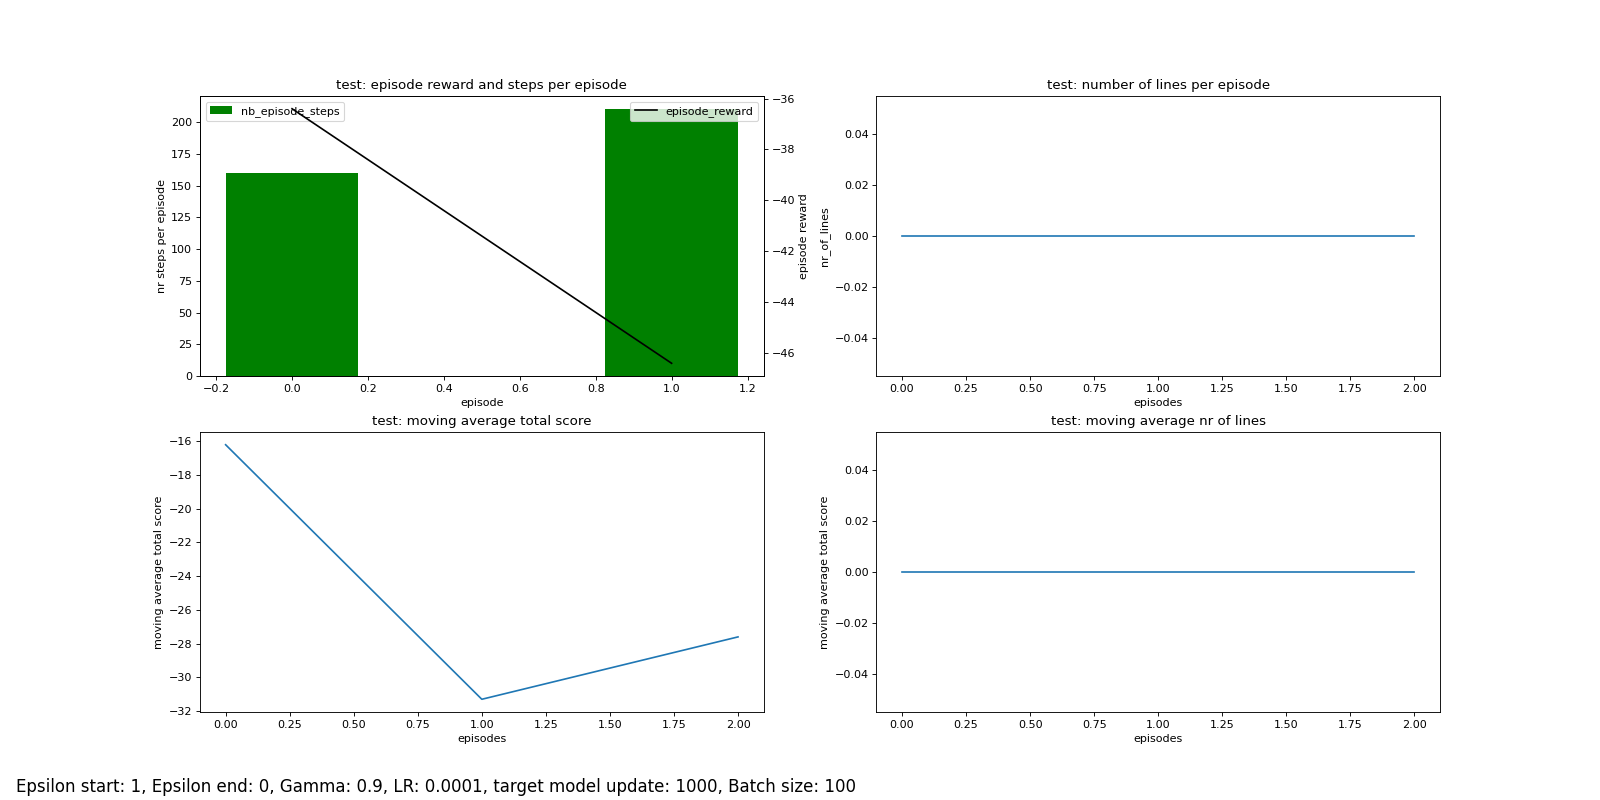 test: episode reward and steps per episode
nb_episode_steps
episode_reward
200
175
150
125
100
75
50
25
0
nr steps per episode
−36
−38
−40
−42
−44
−46
episode reward
−0.2 0.0 0.2 0.4 0.6 0.8 1.0 1.2
episode
test: number of lines per episode
0.04
0.02
0.00
−0.02
−0.04
nr_of_lines
0.00 0.25 0.50 0.75 1.00 1.25 1.50 1.75 2.00
episodes
test: moving average total score
−16
−18
−20
−22
−24
−26
−28
−30
−32
moving average total score
0.00 0.25 0.50 0.75 1.00 1.25 1.50 1.75 2.00
episodes
test: moving average nr of lines
0.04
0.02
0.00
−0.02
−0.04
moving average total score
0.00 0.25 0.50 0.75 1.00 1.25 1.50 1.75 2.00
episodes
Epsilon start: 1, Epsilon end: 0, Gamma: 0.9, LR: 0.0001, target model update: 1000, Batch size: 100